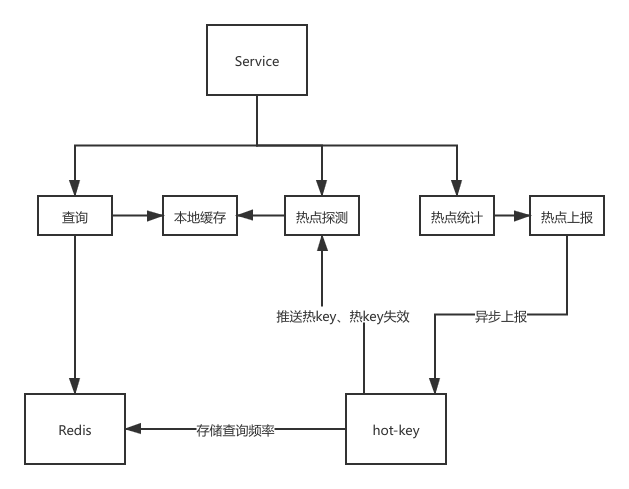 Service
查询
本地缓存
热点探测
热点统计
热点上报
推送热key、热key失效
异步上报
Redis
存储查询频率
hot-key